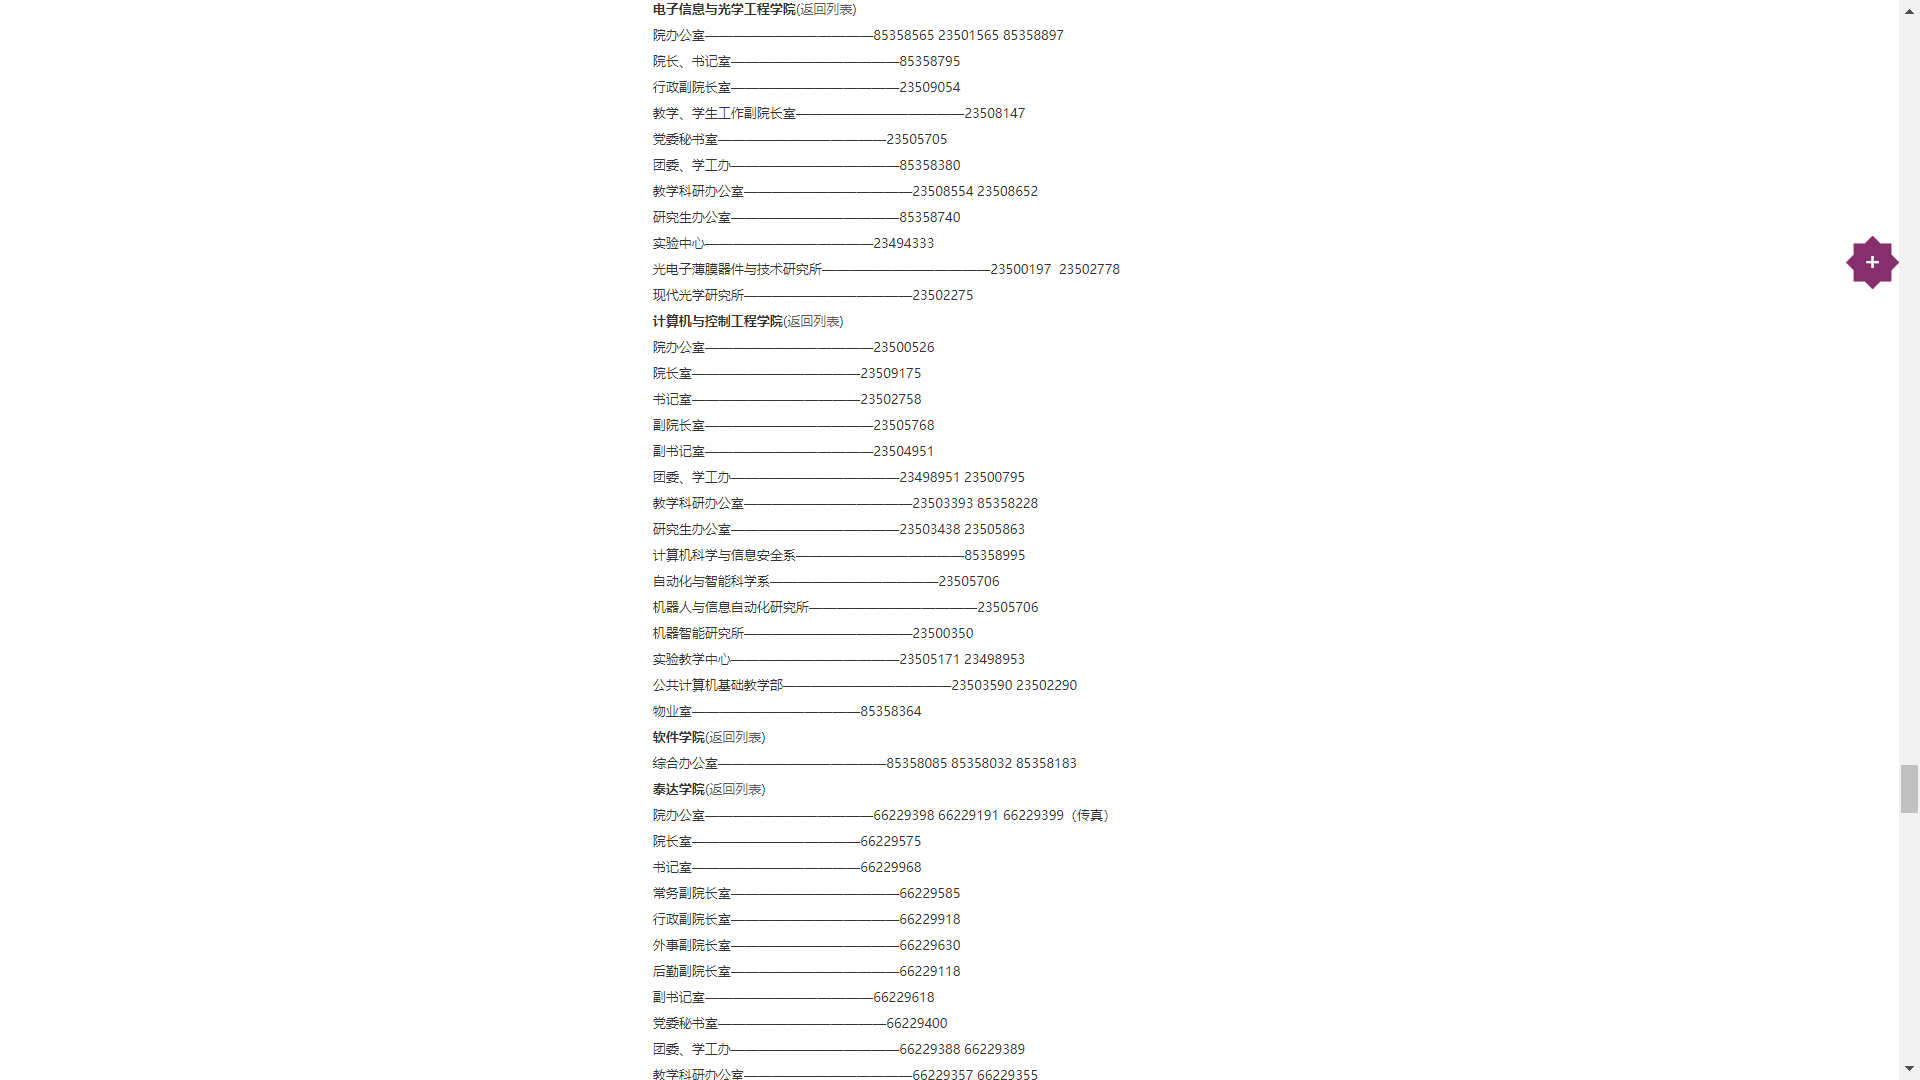 电子信息与光学工程学院(返回列表)
院办公室————————————85358565 23501565 85358897
院长、书记室————————————85358795
行政副院长室————————————23509054
教学、学生工作副院长室————————————23508147
党委秘书室————————————23505705
团委、学工办————————————85358380
教学科研办公室————————————23508554 23508652
研究生办公室————————————85358740
实验中心————————————23494333
光电子薄膜器件与技术研究所————————————23500197  23502778
现代光学研究所————————————23502275
计算机与控制工程学院(返回列表)
院办公室————————————23500526
院长室————————————23509175
书记室————————————23502758
副院长室————————————23505768
副书记室————————————23504951
团委、学工办————————————23498951 23500795
教学科研办公室————————————23503393 85358228
研究生办公室————————————23503438 23505863
计算机科学与信息安全系————————————85358995
自动化与智能科学系————————————23505706
机器人与信息自动化研究所————————————23505706
机器智能研究所————————————23500350
实验教学中心————————————23505171 23498953
公共计算机基础教学部————————————23503590 23502290
物业室————————————85358364
软件学院(返回列表)
综合办公室————————————85358085 85358032 85358183
泰达学院(返回列表)
院办公室————————————66229398 66229191 66229399（传真）
院长室————————————66229575
书记室————————————66229968
常务副院长室————————————66229585
行政副院长室————————————66229918
外事副院长室————————————66229630
后勤副院长室————————————66229118
副书记室————————————66229618
党委秘书室————————————66229400
团委、学工办————————————66229388 66229389
教学科研办公室————————————66229357 66229355